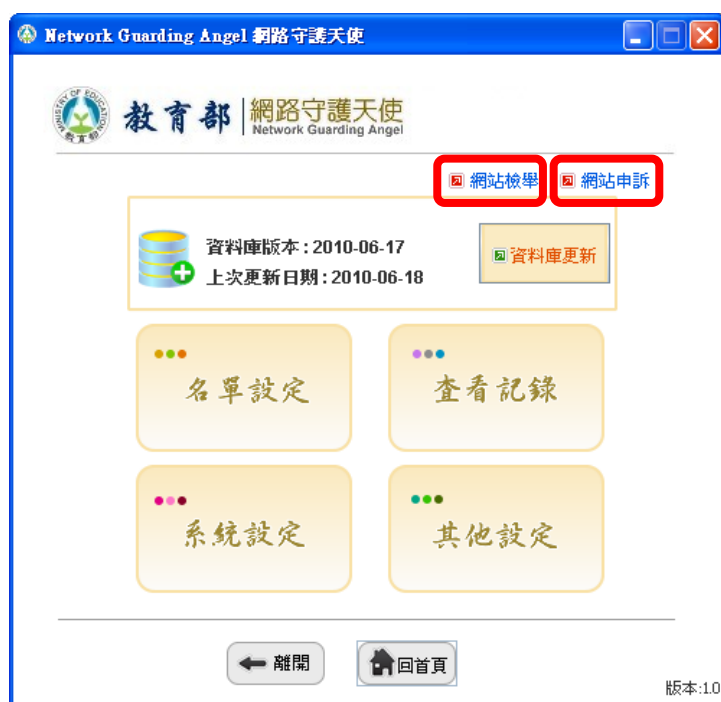 Network Guarding Angel 網路守護天使
教育部 網路守護天使
Network Guarding Angel
網站檢舉 網站申訴
資料庫版本:2010-06-17
上次更新日期:2010-06-18
資料庫更新
名單設定 查看記錄
系統設定 其他設定
離開 回首頁
版本:1.0